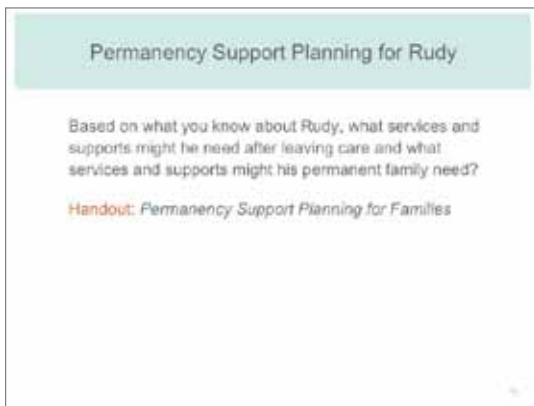 Permanency Support Planning for Rudy
Based on what you know about Rudy, what services and
supports might he need after leaving care and what
services and supports might his permanent family need?
Handout: Permanency Support Planning for Families